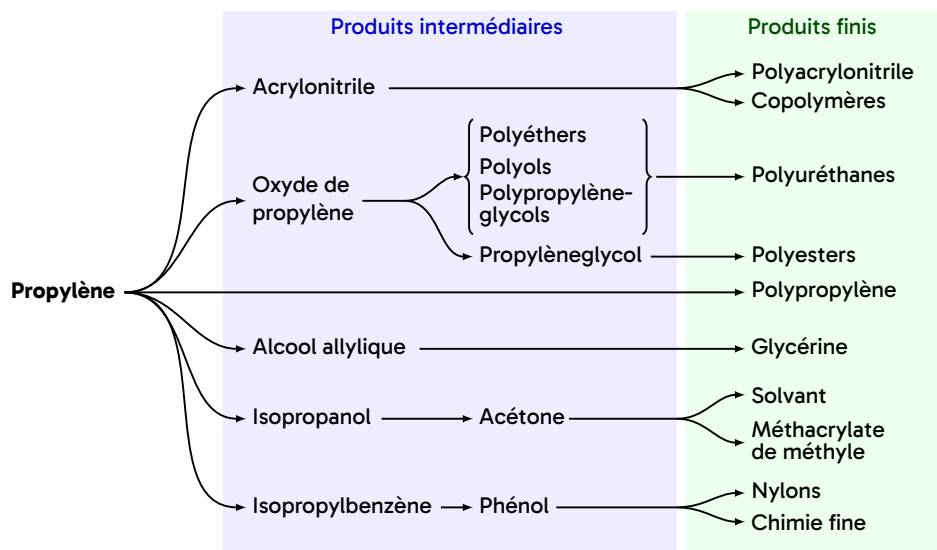 Produits intermédiaires
Produits finis
Acrylonitrile
Polyacrylonitrile
Copolymères
Oxyde de
propylène
Polyéthers
Polyols
Polypropylène-
glycols
Polyuréthanes
Propylèneglycol
Polyesters
Propylène
Polypropylène
Alcool allylique
Glycérine
Isopropanol
Acétone
Solvant
Méthacrylate
de méthyle
Isopropylbenzène
Phénol
Nylons
Chimie fine